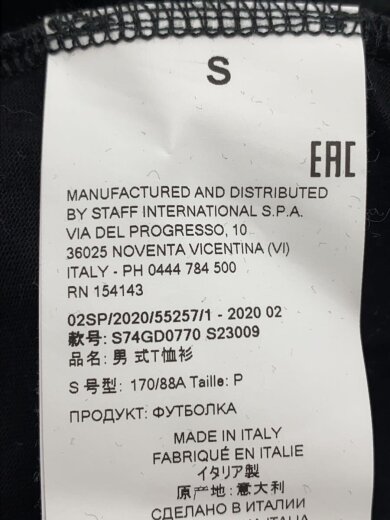 S
EAC
MANUFACTURED AND DISTRIBUTED
BY STAFF INTERNATIONAL S.P.A.
VIA DEL PROGRESSO, 10
36025 NOVENTA VICENTINA (VI)
ITALY - PH 0444 784 500
RN 154143
02SP/2020/55257/1 - 2020 02
款号: S74GD0770 S23009
品名: 男 式T恤衫
S 号型: 170/88A Taille: P
ПРОДУКТ: ФУТБОЛКА
MADE IN ITALY
FABRIQUÉ EN ITALIE
イタリア製
原产地: 意大利
СДЕЛАНО В ИТАЛИИ